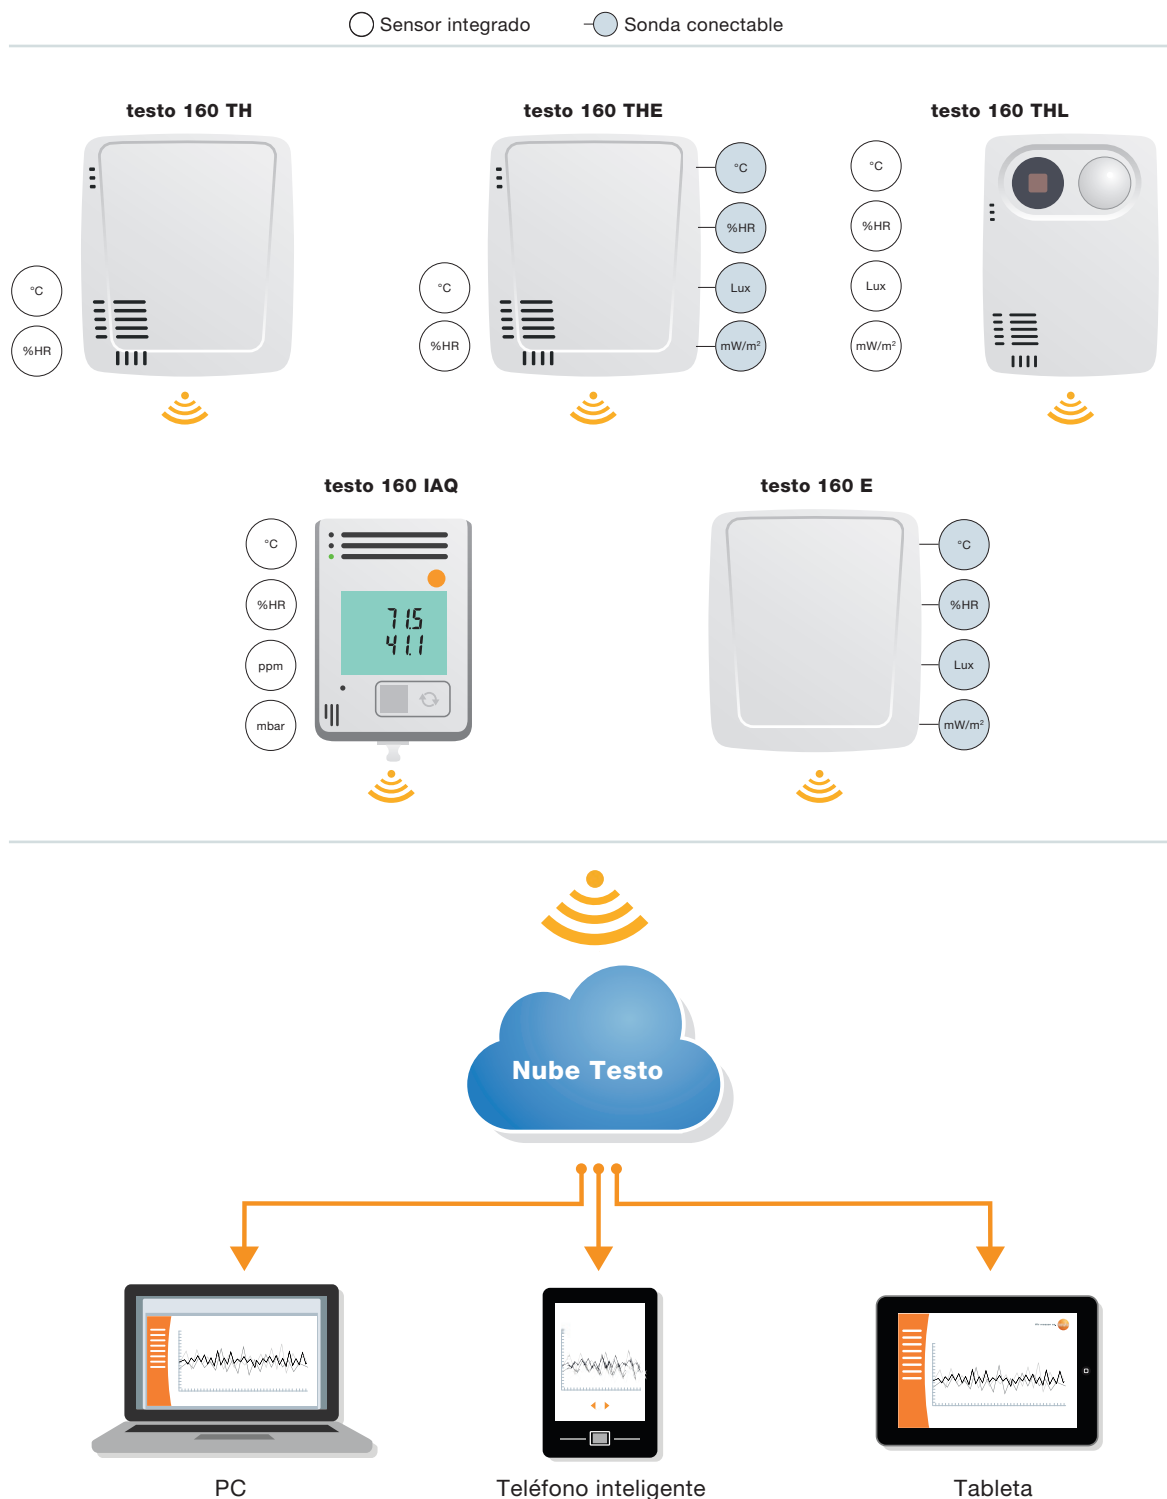 Sensor integrado
Sonda conectable
testo 160 TH
°C
%HR
testo 160 THE
°C
%HR
°C
%HR
Lux
mW/m²
testo 160 THL
°C
%HR
Lux
mW/m²
testo 160 IAQ
°C
%HR
ppm
mbar
71.5
41.1
testo 160 E
°C
%HR
Lux
mW/m²
Nube Testo
PC
Teléfono inteligente
Tableta